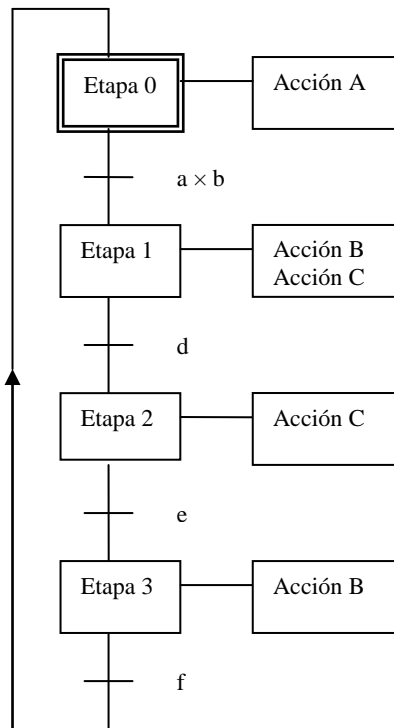 Etapa 0
Acción A
a × b
Etapa 1
Acción B
Acción C
d
Etapa 2
Acción C
e
Etapa 3
Acción B
f